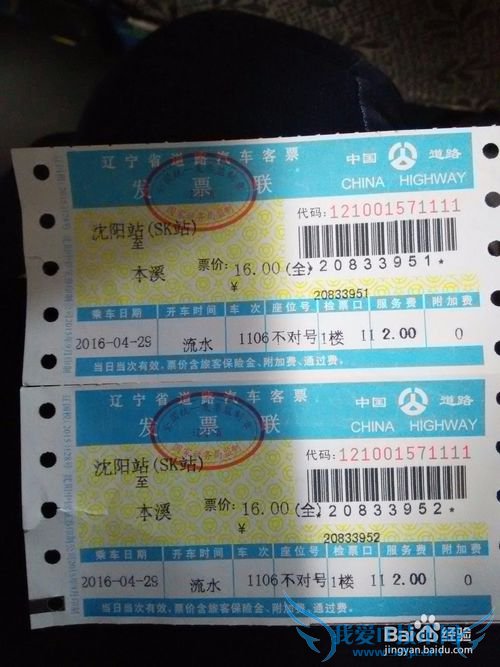 辽宁省道路汽车客票
中国 道路
发票联
CHINA HIGHWAY
代码:121001571111
沈阳站(SK站)
至
本溪
票价:16.00(全)
¥
*20833951*
20833951
乘车日期 开车时间 车次 座位号 检票口 服务费 附加费
2016-04-29 流水 1106 不对号 1楼 11 2.00 0
当日当次有效。票价含旅客保险金、附加费、通过费。
辽宁省道路汽车客票
中国 道路
发票联
CHINA HIGHWAY
代码:121001571111
沈阳站(SK站)
至
本溪
票价:16.00(全)
¥
*20833952*
20833952
乘车日期 开车时间 车次 座位号 检票口 服务费 附加费
2016-04-29 流水 1106 不对号 1楼 11 2.00 0
当日当次有效。票价含旅客保险金、附加费、通过费。
Baidu 经验
jingyan.baidu.com